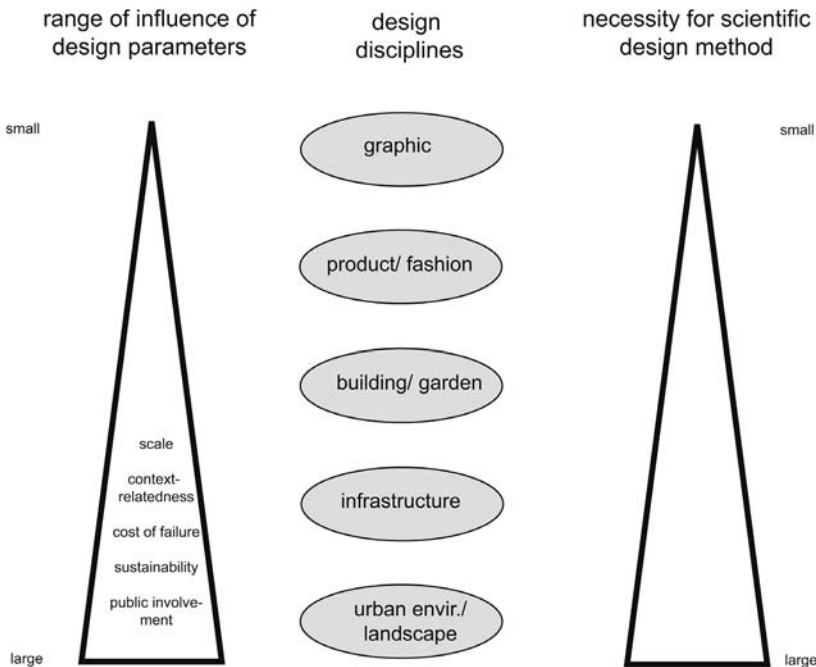 range of influence of
design parameters
design
disciplines
necessity for scientific
design method
small
graphic
small
product/ fashion
building/ garden
scale
context-
relatedness
cost of failure
sustainability
public involve-
ment
infrastructure
urban envir./
landscape
large
large